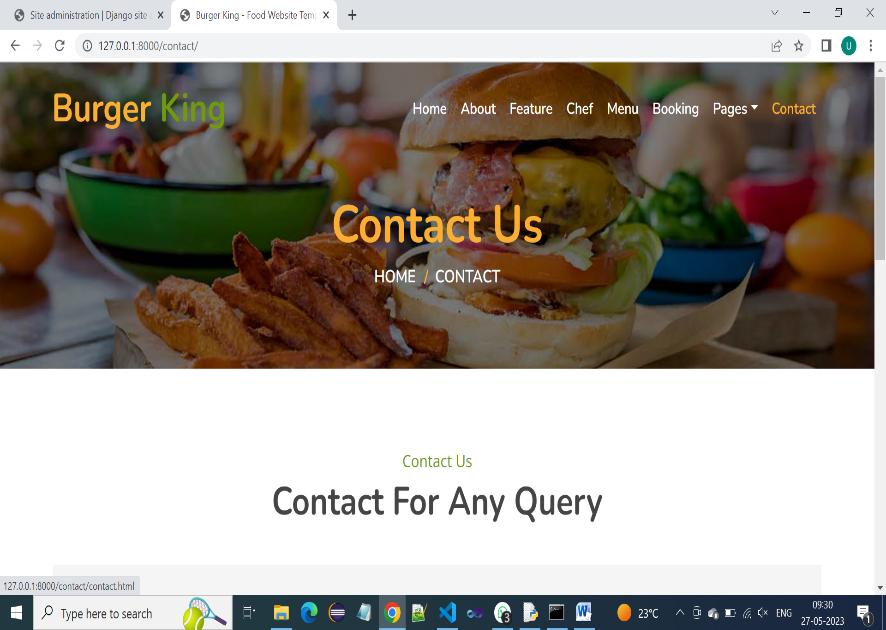 Site administration | Django site
Burger King - Food Website Tem
127.0.0.1:8000/contact/
U
Burger King
Home About Feature Chef Menu Booking Pages Contact
Contact Us
HOME / CONTACT
Contact Us
Contact For Any Query
127.0.0.1:8000/contact/contact.html
Type here to search
3
W
23°C
ENG
09:30
27-05-2023
1